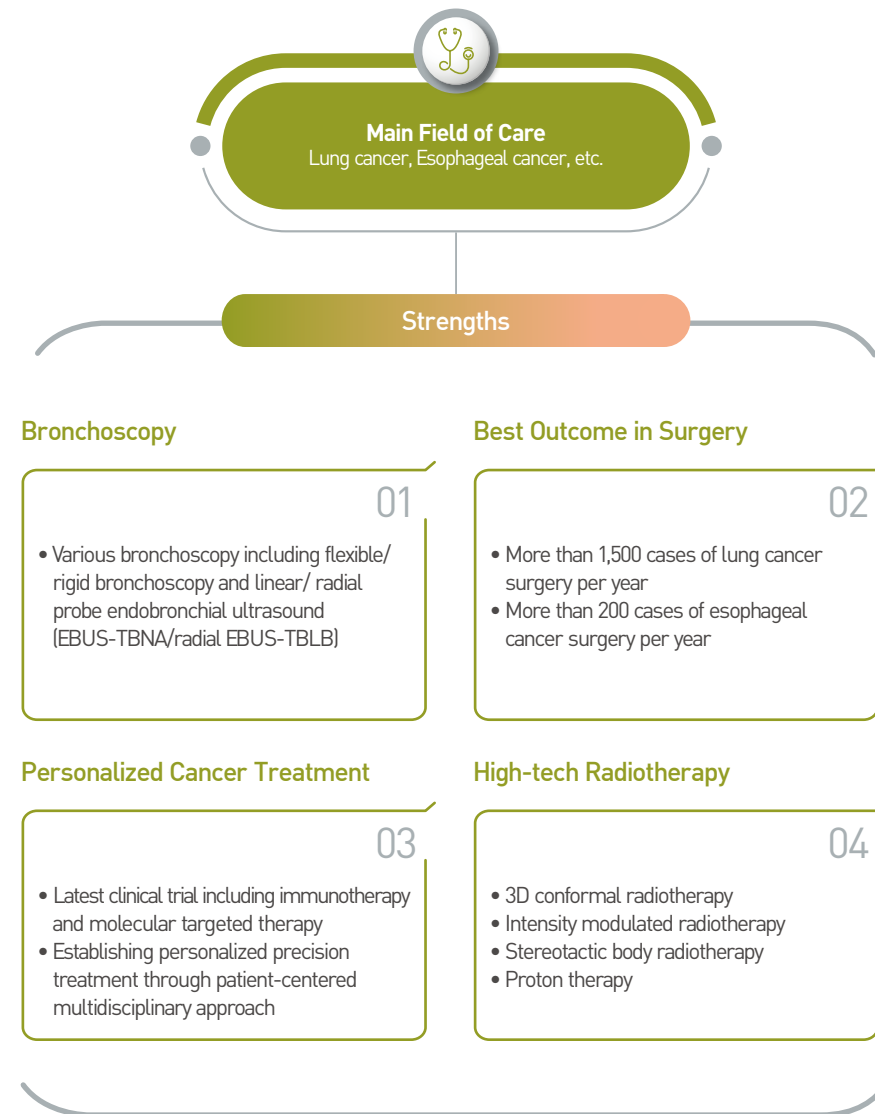 Main Field of Care
Lung cancer, Esophageal cancer, etc.
Strengths
Bronchoscopy
01
• Various bronchoscopy including flexible/
rigid bronchoscopy and linear/ radial
probe endobronchial ultrasound
(EBUS-TBNA/radial EBUS-TBLB)
Best Outcome in Surgery
02
• More than 1,500 cases of lung cancer
surgery per year
• More than 200 cases of esophageal
cancer surgery per year
Personalized Cancer Treatment
03
• Latest clinical trial including immunotherapy
and molecular targeted therapy
• Establishing personalized precision
treatment through patient-centered
multidisciplinary approach
High-tech Radiotherapy
04
• 3D conformal radiotherapy
• Intensity modulated radiotherapy
• Stereotactic body radiotherapy
• Proton therapy